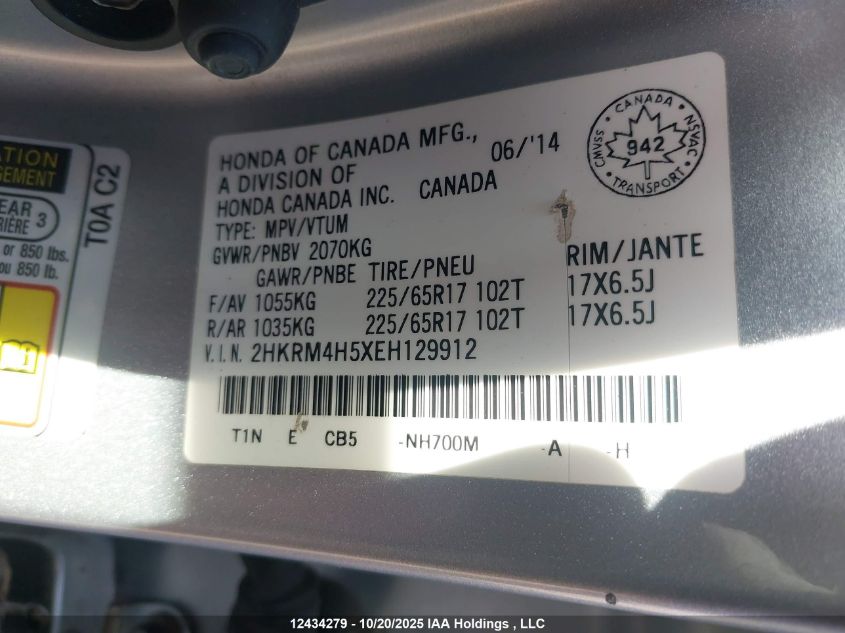 ATION
GEMENT
EAR 3
RIÈRE
or 850 lbs.
ou 850 lb.
T0A C2
HONDA OF CANADA MFG., 06/'14
A DIVISION OF
HONDA CANADA INC. CANADA
TYPE: MPV/VTUM
GVWR/PNBV 2070KG
GAWR/PNBE TIRE/PNEU RIM/JANTE
F/AV 1055KG 225/65R17 102T 17X6.5J
R/AR 1035KG 225/65R17 102T 17X6.5J
V.I.N. 2HKRM4H5XEH129912
T1N E CB5 -NH700M -A -H
CANADA
CMVSS 942 NSVAC
TRANSPORT
12434279 - 10/20/2025 IAA Holdings , LLC